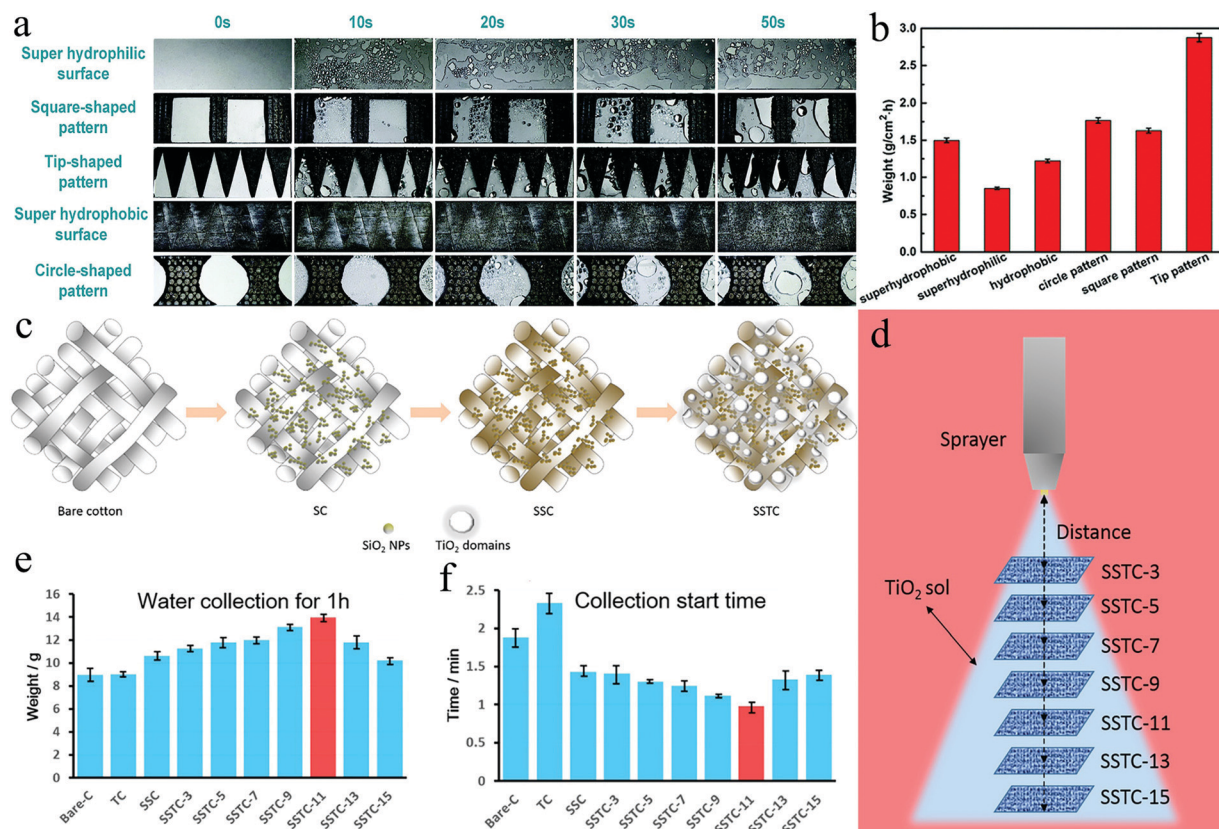 a
0s 10s 20s 30s 50s
Super hydrophilic
surface
Square-shaped
pattern
Tip-shaped
pattern
Super hydrophobic
surface
Circle-shaped
pattern
b
Weight (g/cm²·h)
3.0
2.5
2.0
1.5
1.0
0.5
0.0
superhydrophobic
superhydrophilic
hydrophobic
circle pattern
square pattern
Tip pattern
c
Bare cotton SC SSC SSTC
SiO₂ NPs TiO₂ domains
d
Sprayer
Distance
TiO₂ sol
SSTC-3
SSTC-5
SSTC-7
SSTC-9
SSTC-11
SSTC-13
SSTC-15
e
Water collection for 1h
Weight / g
16
14
12
10
8
6
4
2
0
Bare-C
TC
SSC
SSTC-3
SSTC-5
SSTC-7
SSTC-9
SSTC-11
SSTC-13
SSTC-15
f
Collection start time
Time / min
2.5
2
1.5
1
0.5
0
Bare-C
TC
SSC
SSTC-3
SSTC-5
SSTC-7
SSTC-9
SSTC-11
SSTC-13
SSTC-15